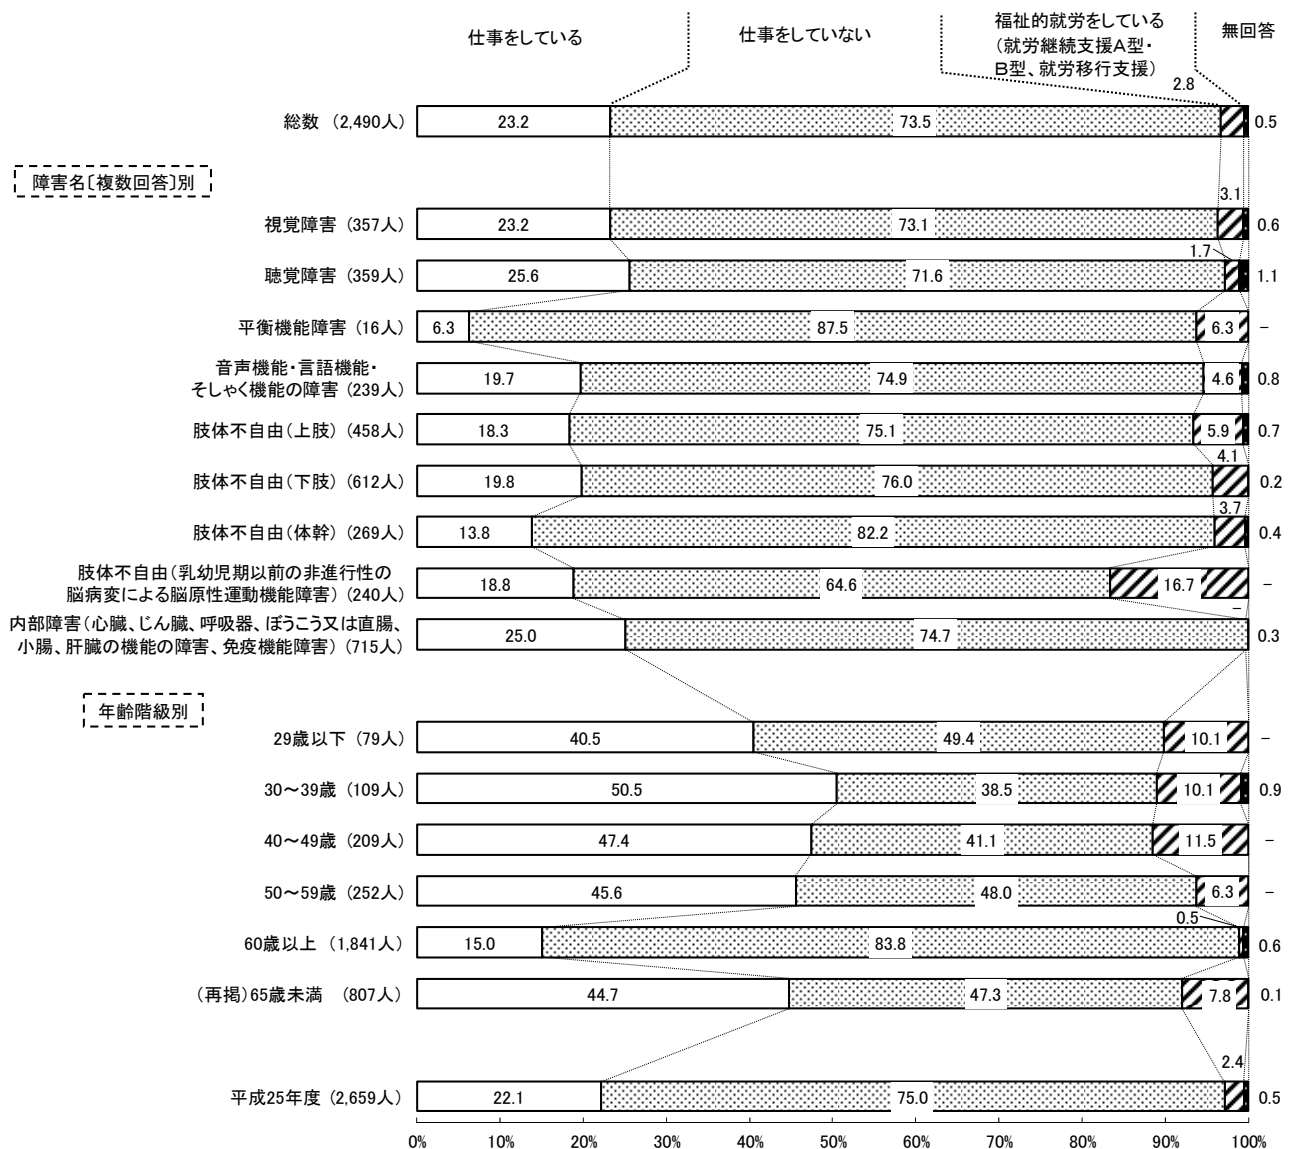 仕事をしている
仕事をしていない
福祉的就労をしている
（就労継続支援A型・
B型、就労移行支援）
無回答
総数 （2,490人）
23.2
73.5
2.8
0.5
障害名〔複数回答〕別
視覚障害 （357人）
23.2
73.1
3.1
0.6
聴覚障害 （359人）
25.6
71.6
1.7
1.1
平衡機能障害 （16人）
6.3
87.5
6.3
－
音声機能・言語機能・
そしゃく機能の障害 （239人）
19.7
74.9
4.6
0.8
肢体不自由（上肢） （458人）
18.3
75.1
5.9
0.7
肢体不自由（下肢） （612人）
19.8
76.0
4.1
0.2
肢体不自由（体幹） （269人）
13.8
82.2
3.7
0.4
肢体不自由（乳幼児期以前の非進行性の
脳病変による脳原性運動機能障害） （240人）
18.8
64.6
16.7
－
内部障害（心臓、じん臓、呼吸器、ぼうこう又は直腸、
小腸、肝臓の機能の障害、免疫機能障害） （715人）
25.0
74.7
－
0.3
年齢階級別
29歳以下 （79人）
40.5
49.4
10.1
－
30～39歳 （109人）
50.5
38.5
10.1
0.9
40～49歳 （209人）
47.4
41.1
11.5
－
50～59歳 （252人）
45.6
48.0
6.3
－
60歳以上 （1,841人）
15.0
83.8
0.5
0.6
（再掲）65歳未満 （807人）
44.7
47.3
7.8
0.1
平成25年度 （2,659人）
22.1
75.0
2.4
0.5
0% 10% 20% 30% 40% 50% 60% 70% 80% 90% 100%